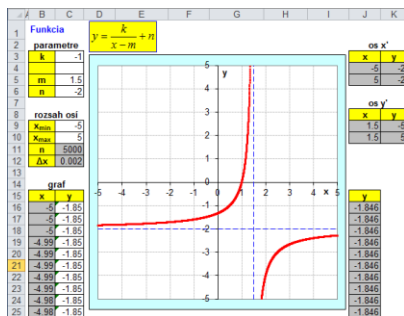 A B C D E F G H I J K
1 Funkcia y = k/(x−m) + n
2 parametre os x'
3 k -1 x y
4 -5 -2
5 m 1.5 5 -2
6 n -2
7 os y'
8 rozsah osí x y
9 xmin -5 1.5 -5
10 xmax 5 1.5 5
11 n 5000
12 Δx 0.002
13
14 graf
15 x y y
16 -5 -1.85 -1.846
17 -5 -1.85 -1.846
18 -5 -1.85 -1.846
19 -4.99 -1.85 -1.846
20 -4.99 -1.85 -1.846
21 -4.99 -1.85 -1.846
22 -4.99 -1.85 -1.846
23 -4.99 -1.85 -1.846
24 -4.98 -1.85 -1.846
25 -4.98 -1.85 -1.846
y
5
4
3
2
1
0
-5 -4 -3 -2 -1 0 1 2 3 4 5
x
-1
-2
-3
-4
-5